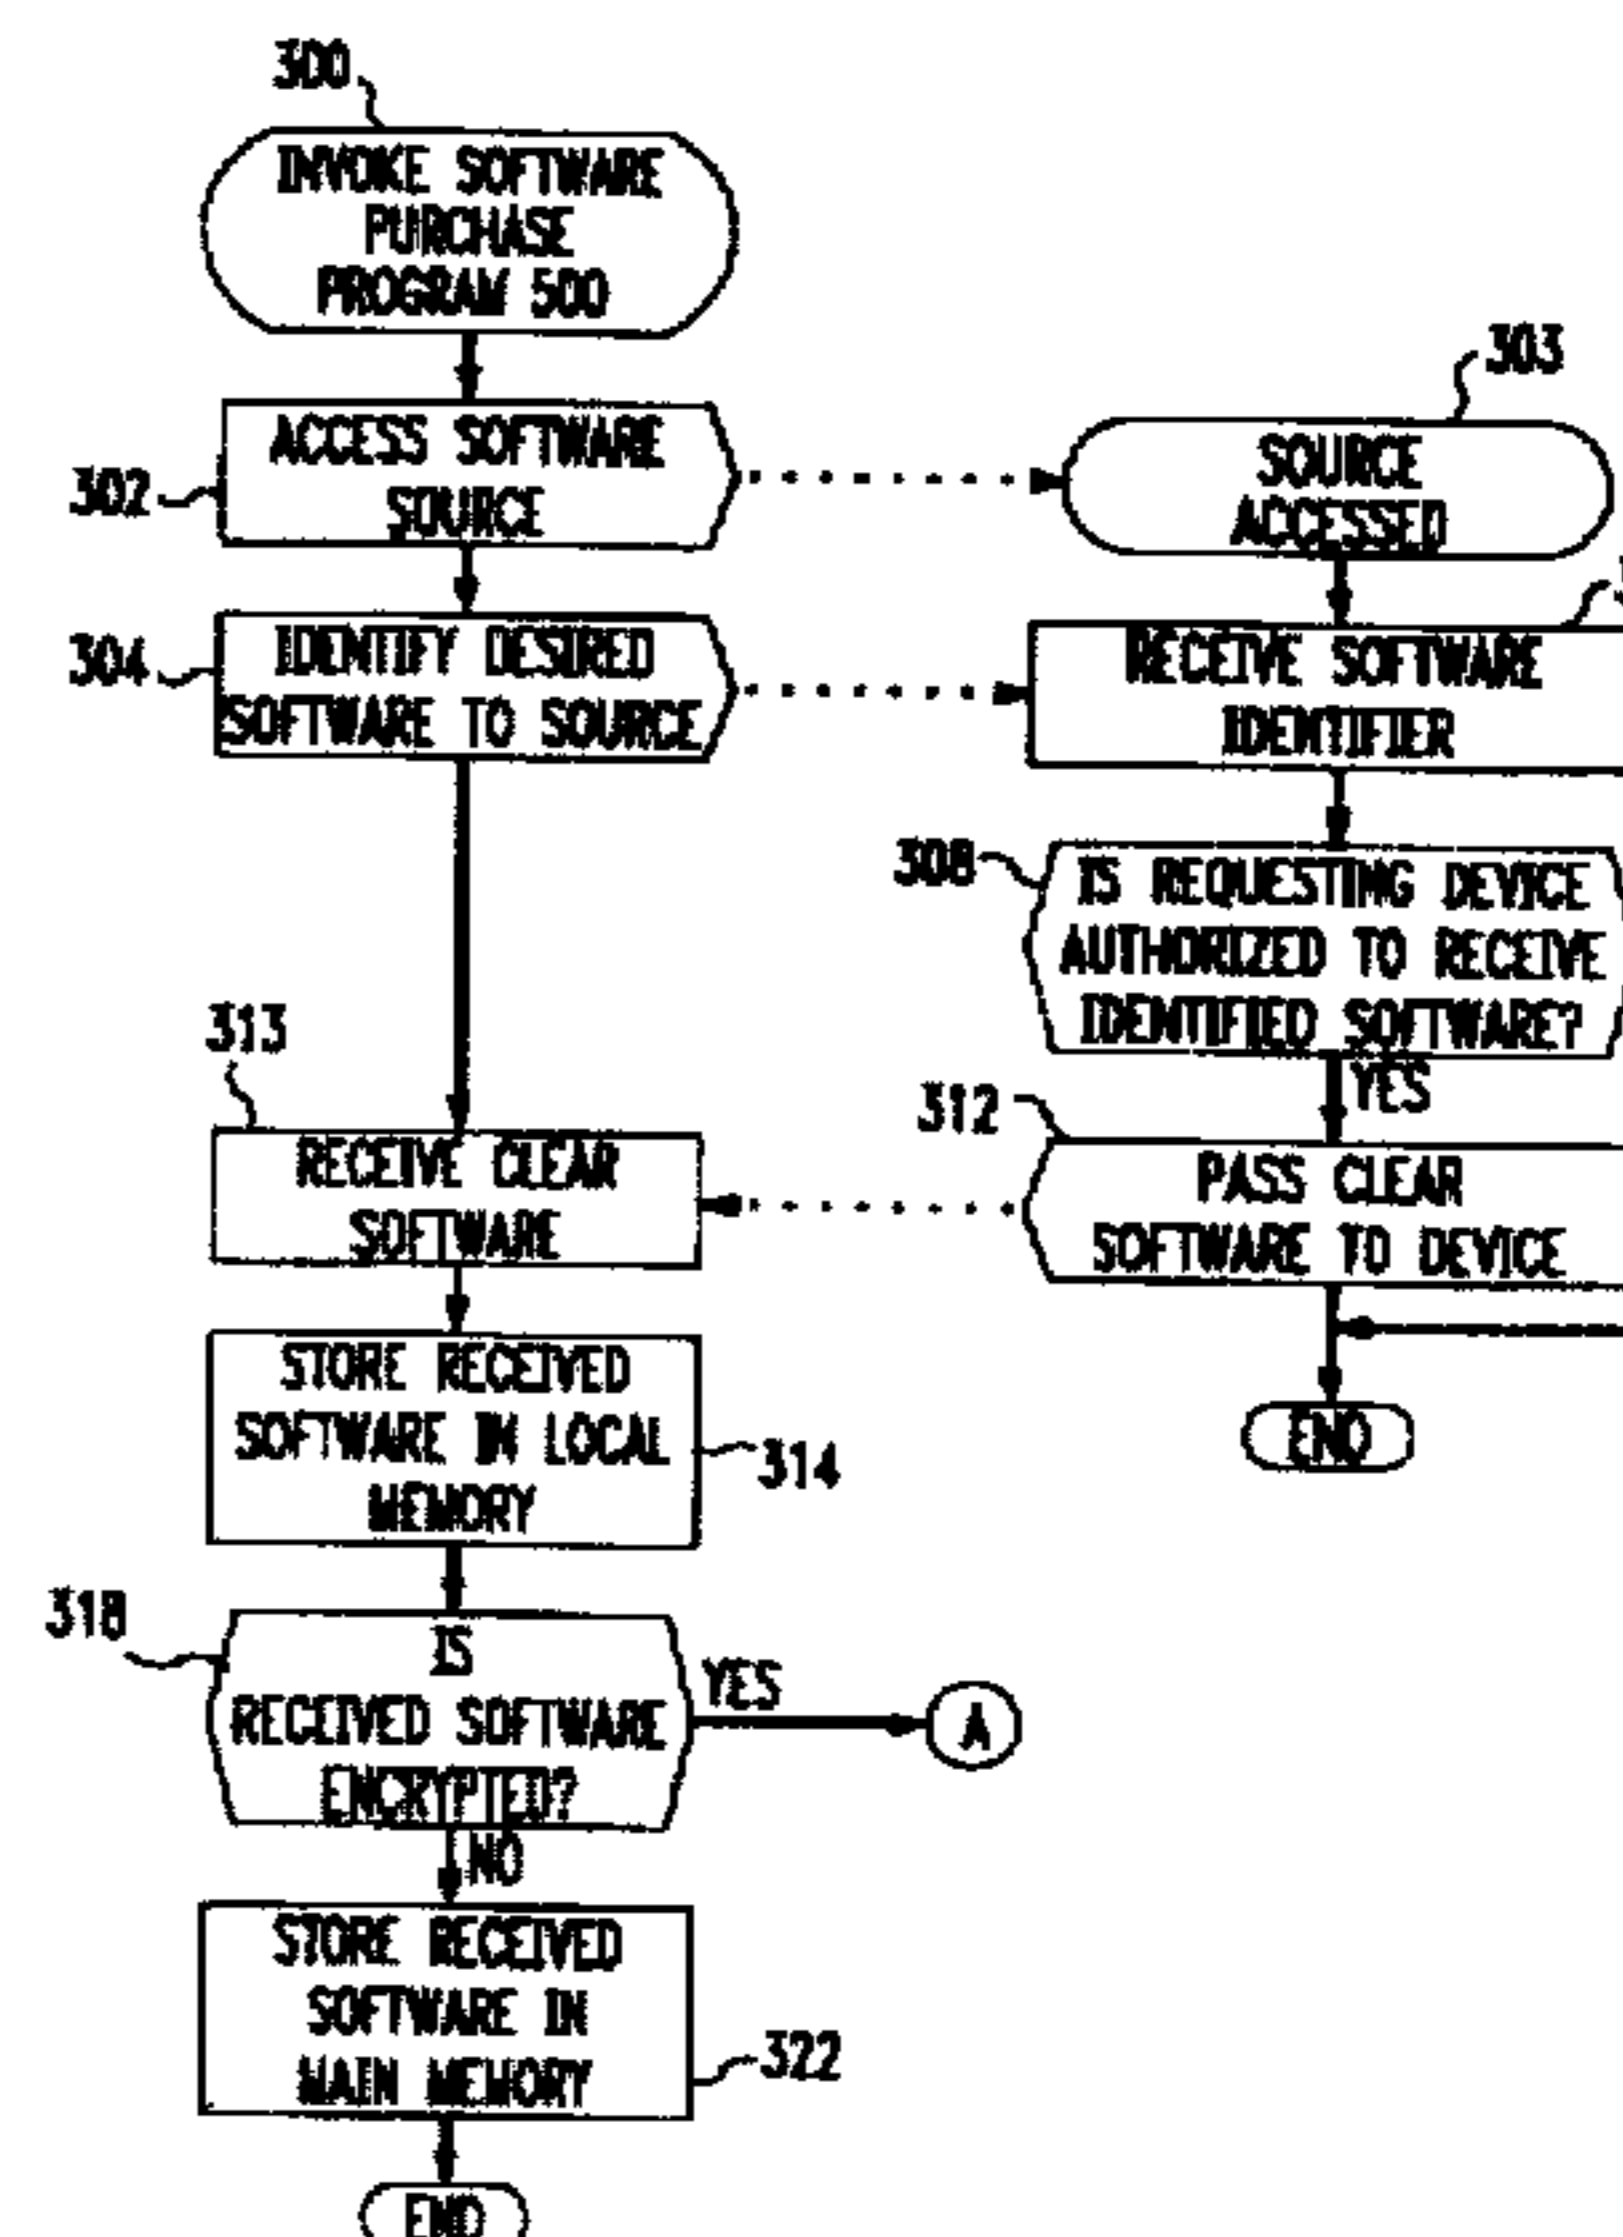 300
INVOKE SOFTWARE
PURCHASE
PROGRAM 500
302
ACCESS SOFTWARE
SOURCE
303
SOURCE
ACCESSED
304
IDENTIFY DESIRED
SOFTWARE TO SOURCE
RECEIVE SOFTWARE
IDENTIFIER
308
IS REQUESTING DEVICE
AUTHORIZED TO RECEIVE
IDENTIFIED SOFTWARE?
YES
312
PASS CLEAR
SOFTWARE TO DEVICE
END
313
RECEIVE CLEAR
SOFTWARE
STORE RECEIVED
SOFTWARE IN LOCAL
MEMORY
314
318
IS
RECEIVED SOFTWARE
ENCRYPTED?
YES
A
NO
STORE RECEIVED
SOFTWARE IN
MAIN MEMORY
322
END